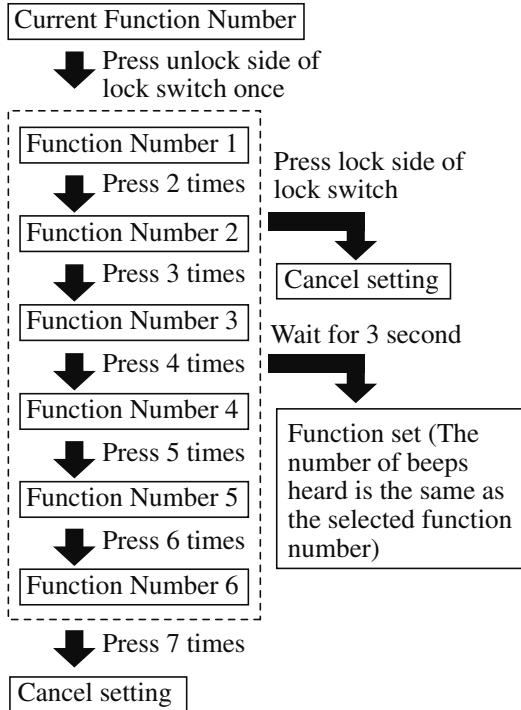 Current Function Number
Press unlock side of
lock switch once
Function Number 1
Press 2 times
Function Number 2
Press 3 times
Function Number 3
Press 4 times
Function Number 4
Press 5 times
Function Number 5
Press 6 times
Function Number 6
Press 7 times
Cancel setting
Press lock side of
lock switch
Cancel setting
Wait for 3 second
Function set (The
number of beeps
heard is the same as
the selected function
number)